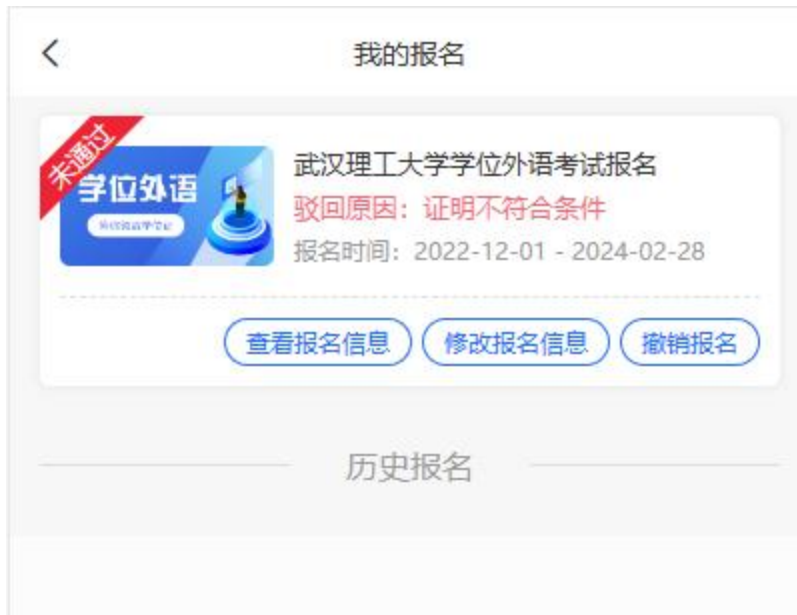 我的报名
未通过
学位外语
武汉理工大学学位外语考试报名
驳回原因：证明不符合条件
报名时间：2022-12-01 - 2024-02-28
查看报名信息
修改报名信息
撤销报名
历史报名